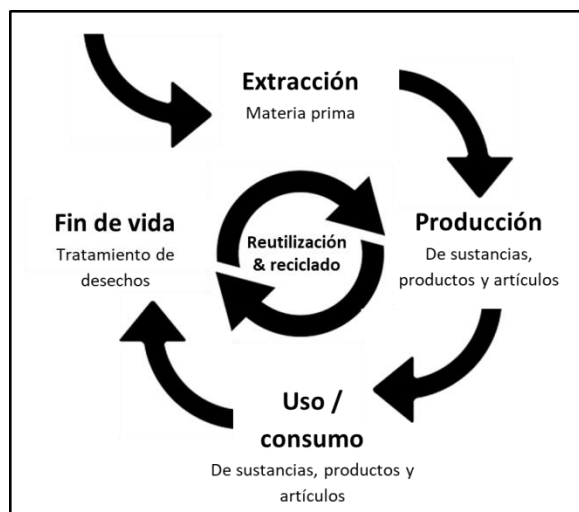 Extracción
Materia prima
Fin de vida
Tratamiento de
desechos
Reutilización
& reciclado
Producción
De sustancias,
productos y artículos
Uso /
consumo
De sustancias, productos y
artículos